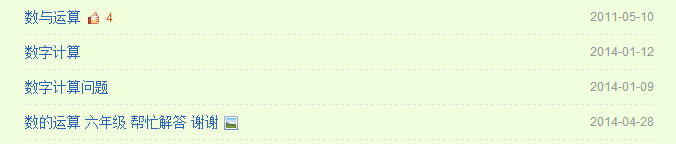 数与运算 4 2011-05-10
数字计算 2014-01-12
数字计算问题 2014-01-09
数的运算 六年级 帮忙解答 谢谢 2014-04-28